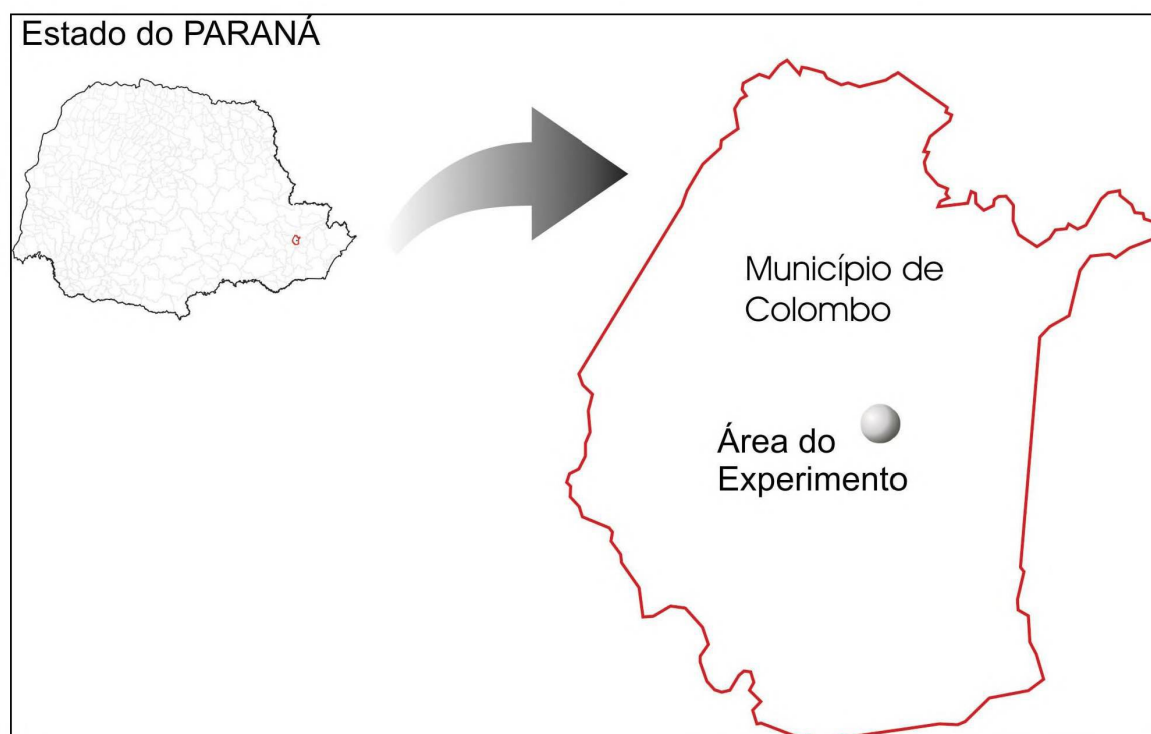 Estado do PARANÁ
Município de
Colombo
Área do
Experimento